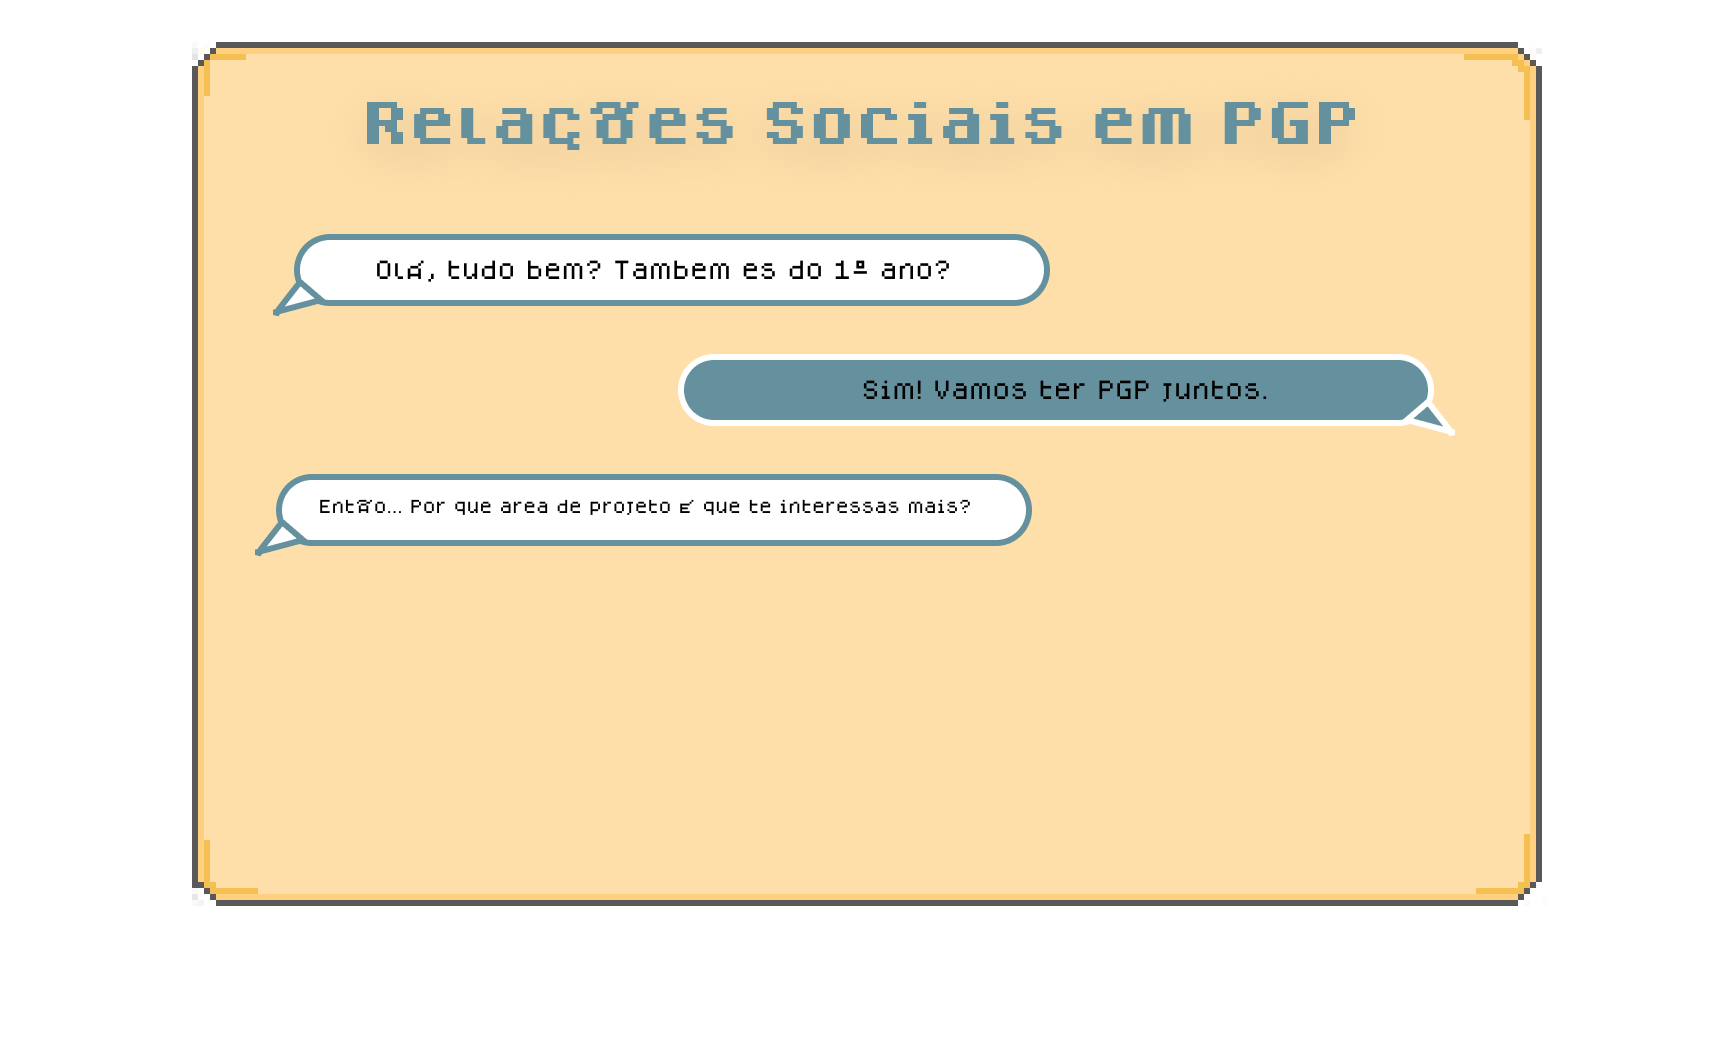 Relações Sociais em PGP
Olá, tudo bem? Tambem es do 1º ano?
Sim! Vamos ter PGP juntos.
Então... Por que area de projeto é que te interessas mais?